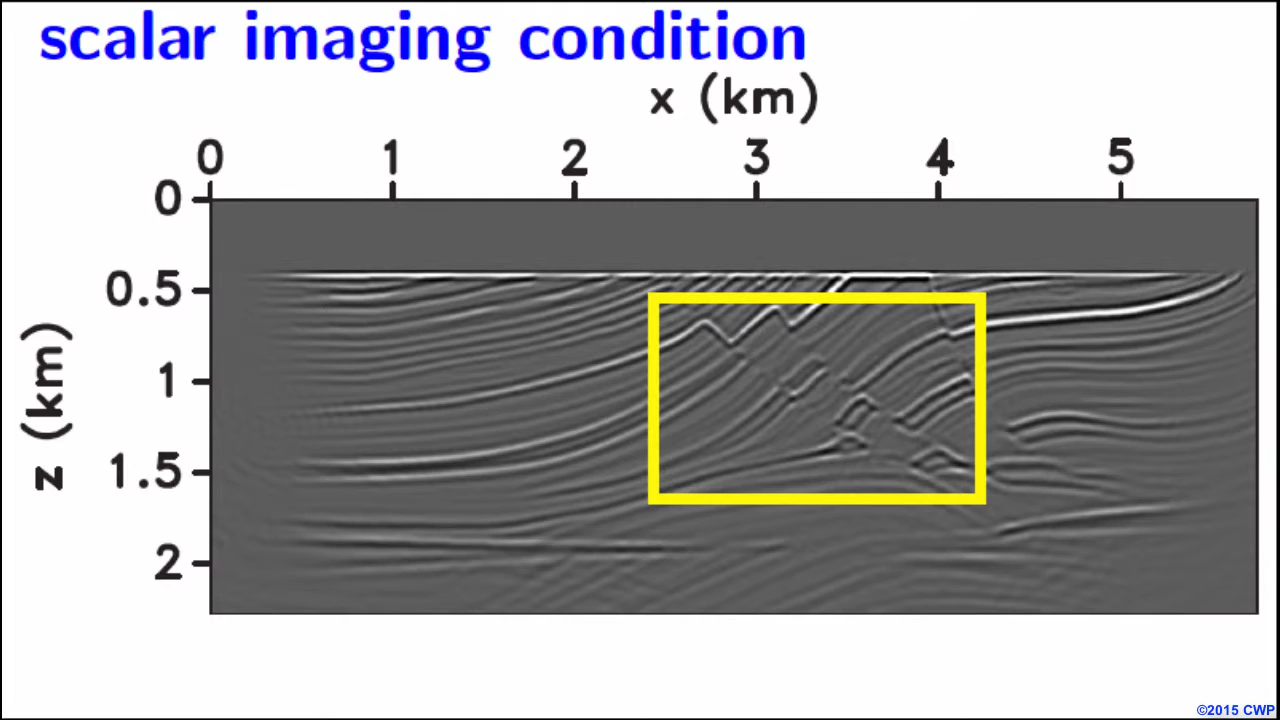 scalar imaging condition
x (km)
0 1 2 3 4 5
0
0.5
1
1.5
2
z (km)
©2015 CWP